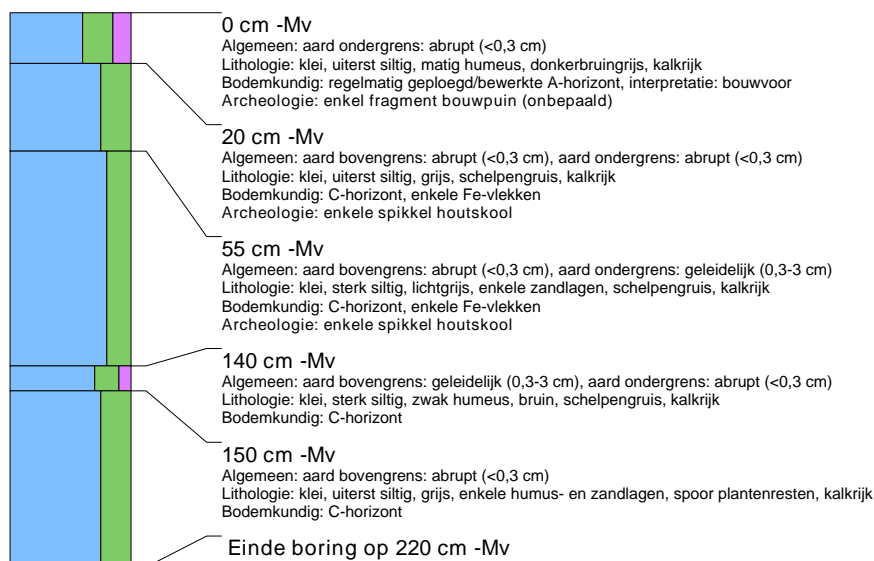 0 cm -Mv
Algemeen: aard ondergrens: abrupt (<0,3 cm)
Lithologie: klei, uiterst siltig, matig humeus, donkerbruingrijs, kalkrijk
Bodemkundig: regelmatig geploegd/bewerkte A-horizont, interpretatie: bouwvoor
Archeologie: enkel fragment bouwpuin (onbepaald)
20 cm -Mv
Algemeen: aard bovengrens: abrupt (<0,3 cm), aard ondergrens: abrupt (<0,3 cm)
Lithologie: klei, uiterst siltig, grijs, schelpengruis, kalkrijk
Bodemkundig: C-horizont, enkele Fe-vlekken
Archeologie: enkele spikkel houtskool
55 cm -Mv
Algemeen: aard bovengrens: abrupt (<0,3 cm), aard ondergrens: geleidelijk (0,3-3 cm)
Lithologie: klei, sterk siltig, lichtgrijs, enkele zandlagen, schelpengruis, kalkrijk
Bodemkundig: C-horizont, enkele Fe-vlekken
Archeologie: enkele spikkel houtskool
140 cm -Mv
Algemeen: aard bovengrens: geleidelijk (0,3-3 cm), aard ondergrens: abrupt (<0,3 cm)
Lithologie: klei, sterk siltig, zwak humeus, bruin, schelpengruis, kalkrijk
Bodemkundig: C-horizont
150 cm -Mv
Algemeen: aard bovengrens: abrupt (<0,3 cm)
Lithologie: klei, uiterst siltig, grijs, enkele humus- en zandlagen, spoor plantenresten, kalkrijk
Bodemkundig: C-horizont
Einde boring op 220 cm -Mv